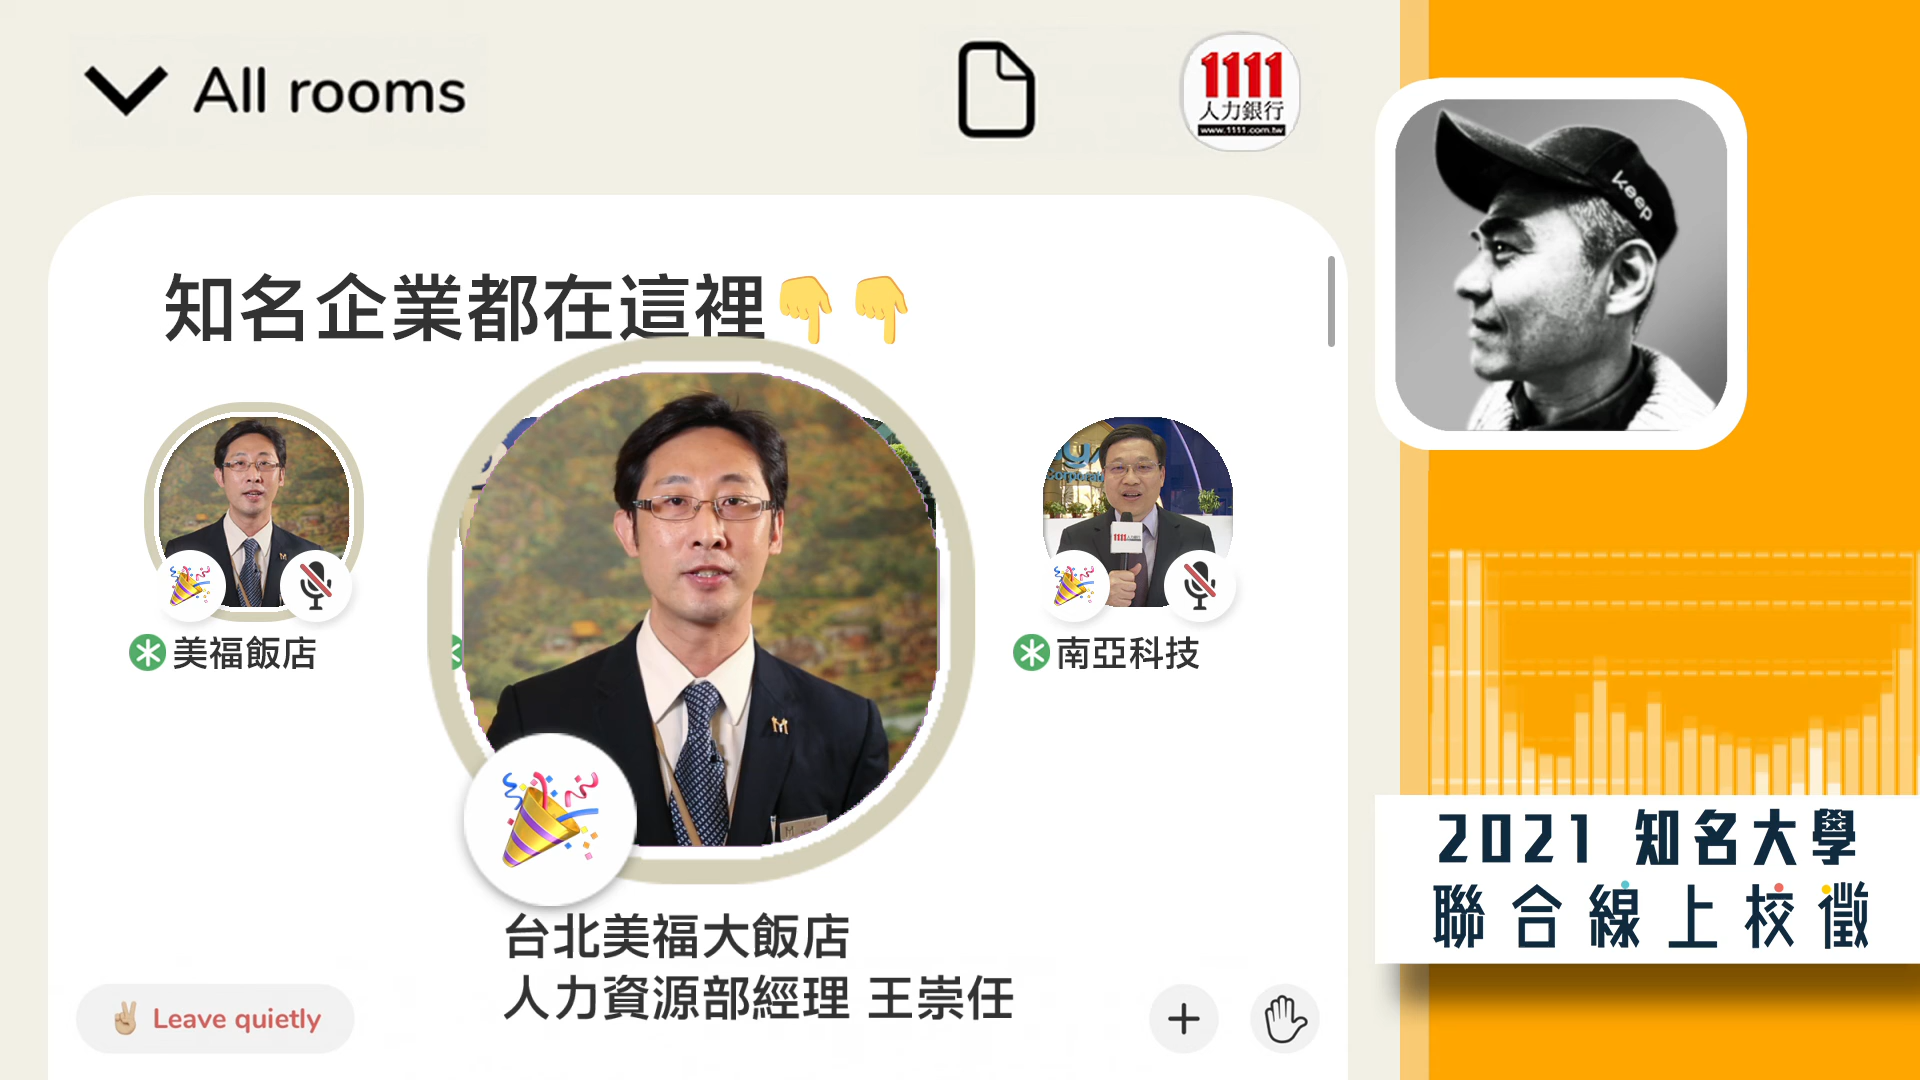 All rooms
1111
人力銀行
www.1111.com.tw
keep
知名企業都在這裡👇👇
Corporati
1111
美福飯店
南亞科技
台北美福大飯店
人力資源部經理 王崇任
✌🏼 Leave quietly
2021 知名大學
聯合線上校徵